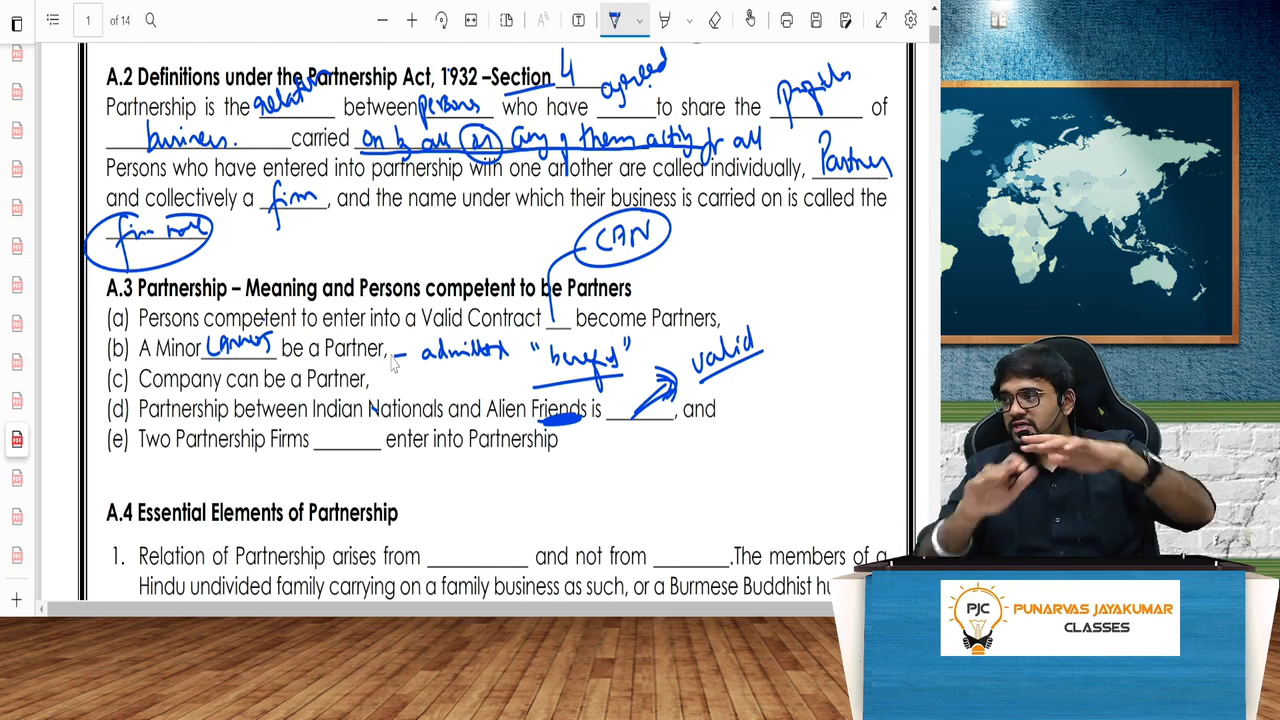 1 of 14
A.2 Definitions under the Partnership Act, 1932 –Section 4
Partnership is the relation between persons who have agreed to share the profits of
business. carried on by all or any of them acting for all
Persons who have entered into partnership with one another are called individually, Partner
and collectively a firm, and the name under which their business is carried on is called the
firm
CAN
A.3 Partnership – Meaning and Persons competent to be Partners
(a) Persons competent to enter into a Valid Contract ___ become Partners,
(b) A Minor cannot be a Partner, – admitted "benefits"
(c) Company can be a Partner,
valid
(d) Partnership between Indian Nationals and Alien Friends is ________, and
(e) Two Partnership Firms ________ enter into Partnership
A.4 Essential Elements of Partnership
1. Relation of Partnership arises from __________ and not from ________.The members of a
Hindu undivided family carrying on a family business as such, or a Burmese Buddhist hu
PJC PUNARVAS JAYAKUMAR
CLASSES